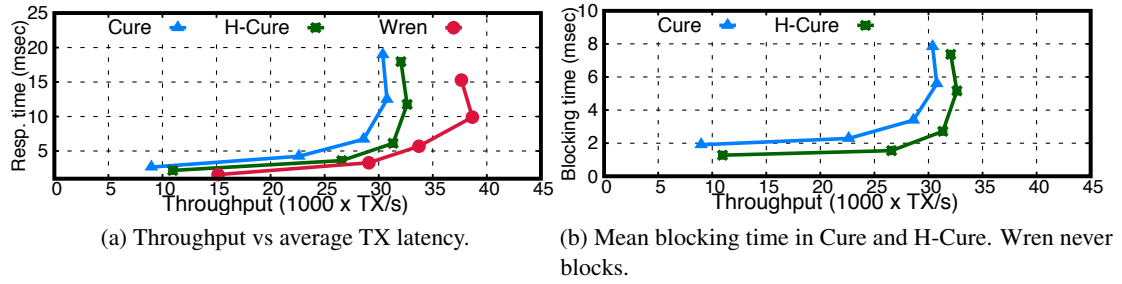 Cure H-Cure Wren
25
20
15
10
5
Resp. time (msec)
0 5 10 15 20 25 30 35 40 45
Throughput (1000 x TX/s)
(a) Throughput vs average TX latency.
Cure H-Cure
10
8
6
4
2
0
Blocking time (msec)
0 5 10 15 20 25 30 35 40 45
Throughput (1000 x TX/s)
(b) Mean blocking time in Cure and H-Cure. Wren never
blocks.